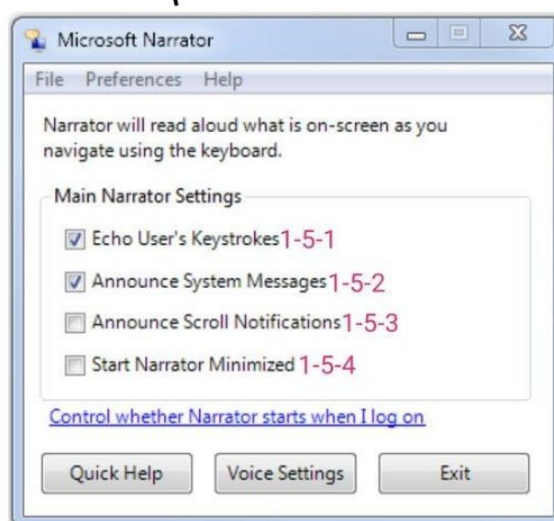 Microsoft Narrator
File Preferences Help
Narrator will read aloud what is on-screen as you
navigate using the keyboard.
Main Narrator Settings
Echo User's Keystrokes 1-5-1
Announce System Messages 1-5-2
Announce Scroll Notifications 1-5-3
Start Narrator Minimized 1-5-4
Control whether Narrator starts when I log on
Quick Help Voice Settings Exit